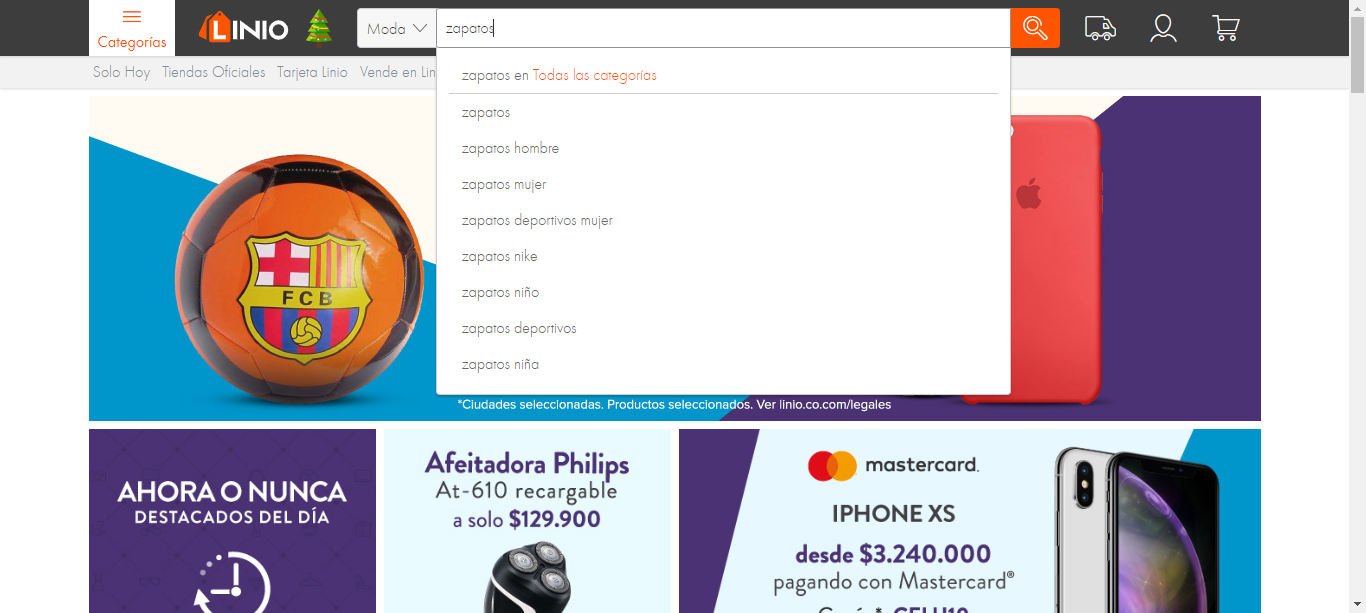 Categorías
LINIO
Moda
zapatos
Solo Hoy Tiendas Oficiales Tarjeta Linio Vende en Lin
zapatos en Todas las categorías
zapatos
zapatos hombre
zapatos mujer
zapatos deportivos mujer
zapatos nike
zapatos niño
zapatos deportivos
zapatos niña
FCB
*Ciudades seleccionadas. Productos seleccionados. Ver linio.co.com/legales
AHORA O NUNCA
DESTACADOS DEL DÍA
Afeitadora Philips
At-610 recargable
a solo $129.900
mastercard.
IPHONE XS
desde $3.240.000
pagando con Mastercard®